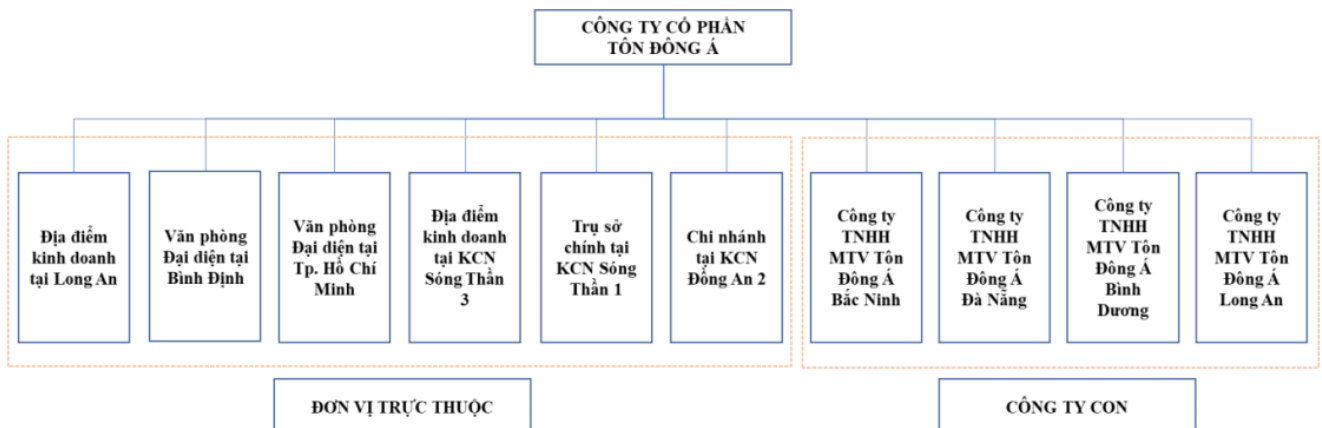 CÔNG TY CỔ PHẦN
TÔN ĐÔNG Á
Địa điểm
kinh doanh
tại Long An
Văn phòng
Đại diện tại
Bình Định
Văn phòng
Đại diện tại
Tp. Hồ Chí
Minh
Địa điểm
kinh doanh
tại KCN
Sóng Thần
3
Trụ sở
chính tại
KCN Sóng
Thần 1
Chi nhánh
tại KCN
Đồng An 2
Công ty
TNHH
MTV Tôn
Đông Á
Bắc Ninh
Công ty
TNHH
MTV Tôn
Đông Á
Đà Nẵng
Công ty
TNHH
MTV Tôn
Đông Á
Bình
Dương
Công ty
TNHH
MTV Tôn
Đông Á
Long An
ĐƠN VỊ TRỰC THUỘC
CÔNG TY CON